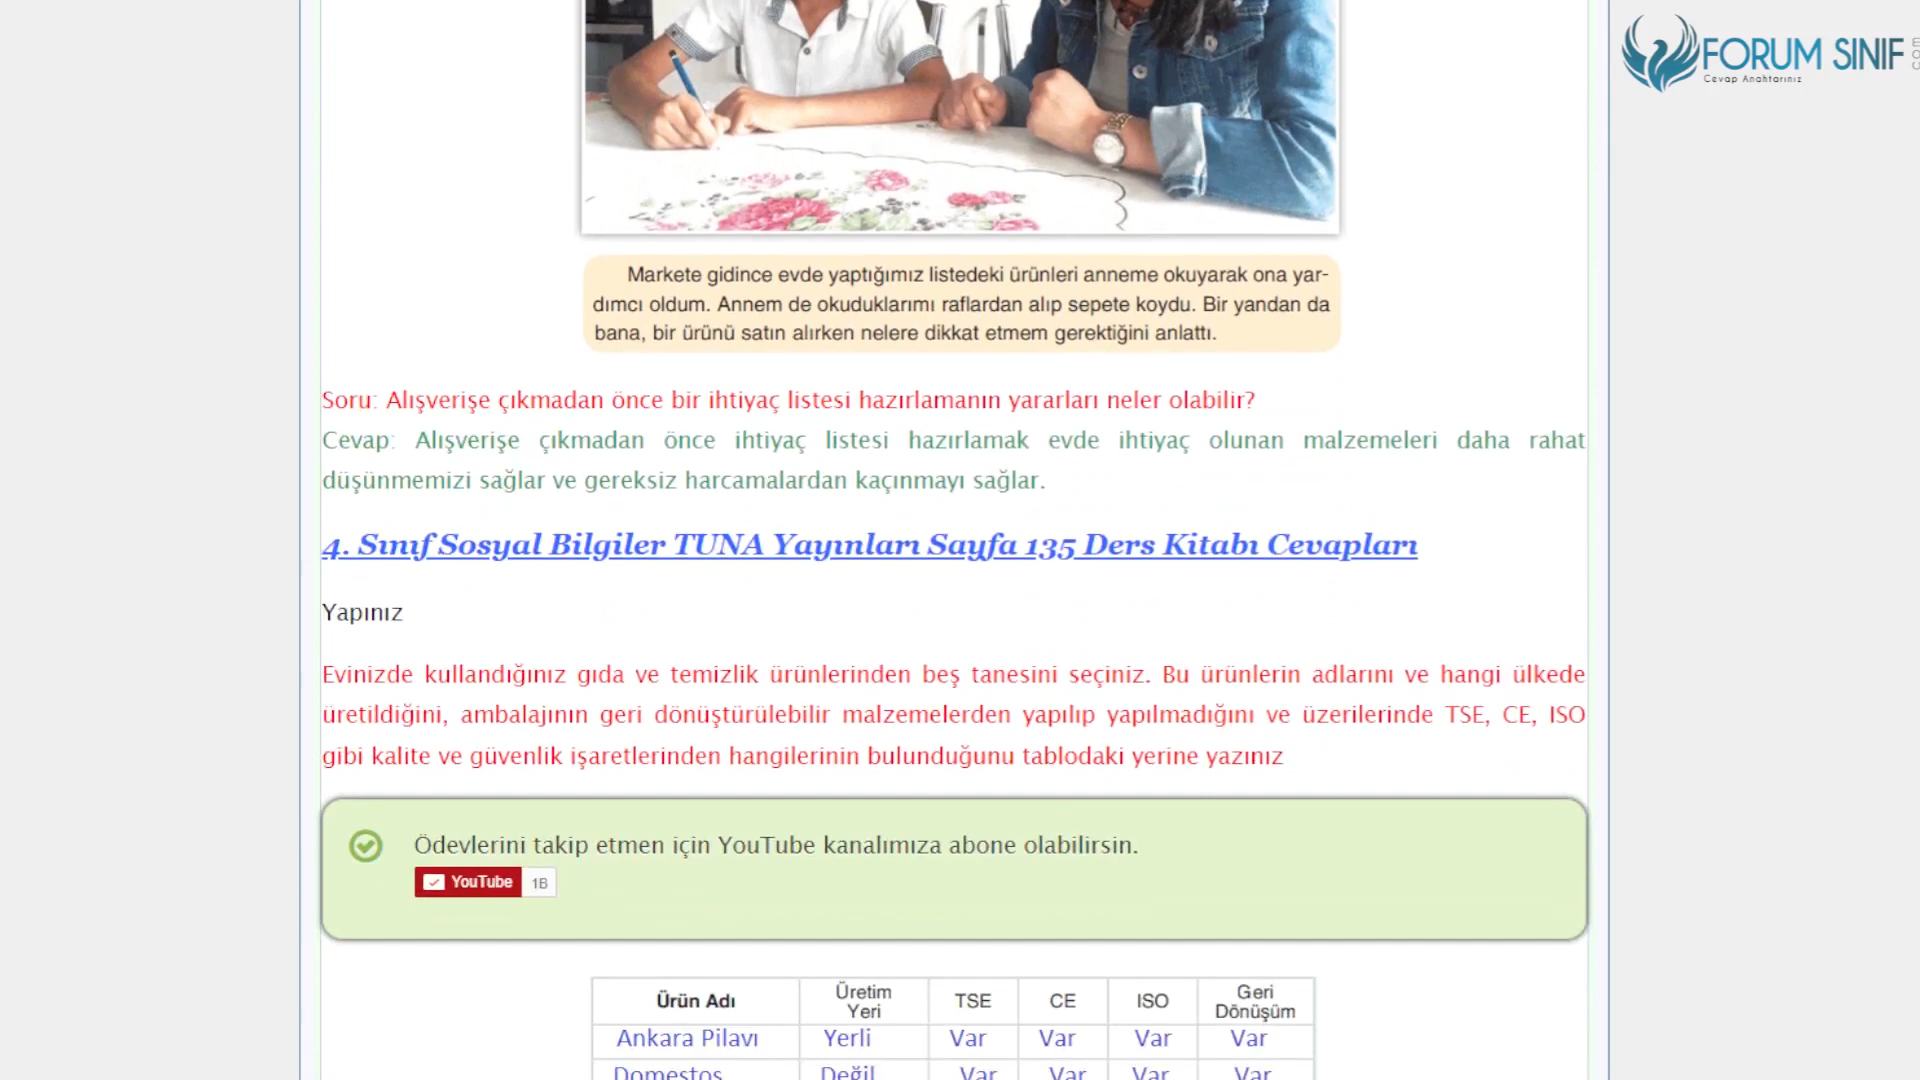 FORUM SINIF
Cevap Anahtarınız
Markete gidince evde yaptığımız listedeki ürünleri anneme okuyarak ona yar-
dımcı oldum. Annem de okuduklarımı raflardan alıp sepete koydu. Bir yandan da
bana, bir ürünü satın alırken nelere dikkat etmem gerektiğini anlattı.
Soru: Alışverişe çıkmadan önce bir ihtiyaç listesi hazırlamanın yararları neler olabilir?
Cevap: Alışverişe çıkmadan önce ihtiyaç listesi hazırlamak evde ihtiyaç olunan malzemeleri daha rahat
düşünmemizi sağlar ve gereksiz harcamalardan kaçınmayı sağlar.
4. Sınıf Sosyal Bilgiler TUNA Yayınları Sayfa 135 Ders Kitabı Cevapları
Yapınız
Evinizde kullandığınız gıda ve temizlik ürünlerinden beş tanesini seçiniz. Bu ürünlerin adlarını ve hangi ülkede
üretildiğini, ambalajının geri dönüştürülebilir malzemelerden yapılıp yapılmadığını ve üzerilerinde TSE, CE, ISO
gibi kalite ve güvenlik işaretlerinden hangilerinin bulunduğunu tablodaki yerine yazınız
Ödevlerini takip etmen için YouTube kanalımıza abone olabilirsin.
YouTube 1B
Ürün Adı Üretim Yeri TSE CE ISO Geri Dönüşüm
Ankara Pilavı Yerli Var Var Var Var
Domestos Değil Var Var Var Var